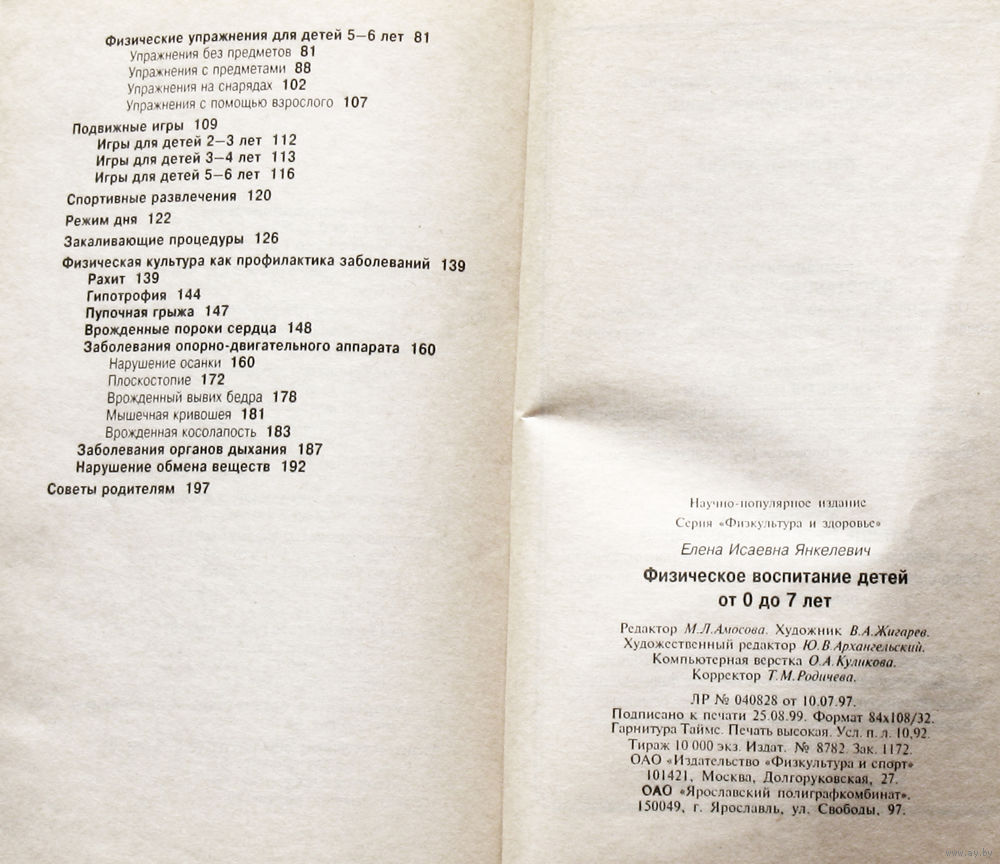 Физические упражнения для детей 5—6 лет 81
Упражнения без предметов 81
Упражнения с предметами 88
Упражнения на снарядах 102
Упражнения с помощью взрослого 107
Подвижные игры 109
Игры для детей 2—3 лет 112
Игры для детей 3—4 лет 113
Игры для детей 5—6 лет 116
Спортивные развлечения 120
Режим дня 122
Закаливающие процедуры 126
Физическая культура как профилактика заболеваний 139
Рахит 139
Гипотрофия 144
Пупочная грыжа 147
Врожденные пороки сердца 148
Заболевания опорно-двигательного аппарата 160
Нарушение осанки 160
Плоскостопие 172
Врожденный вывих бедра 178
Мышечная кривошея 181
Врожденная косолапость 183
Заболевания органов дыхания 187
Нарушение обмена веществ 192
Советы родителям 197
Научно-популярное издание
Серия «Физкультура и здоровье»
Елена Исаевна Янкелевич
Физическое воспитание детей
от 0 до 7 лет
Редактор М.Л.Амосова. Художник В.А.Жигарев.
Художественный редактор Ю.В.Архангельский.
Компьютерная верстка О.А.Куликова.
Корректор Т.М.Родичева.
ЛР № 040828 от 10.07.97.
Подписано к печати 25.08.99. Формат 84х108/32.
Гарнитура Таймс. Печать высокая. Усл. п. л. 10,92.
Тираж 10 000 экз. Издат. № 8782. Зак. 1172.
ОАО «Издательство «Физкультура и спорт»
101421, Москва, Долгоруковская, 27.
ОАО «Ярославский полиграфкомбинат».
150049, г. Ярославль, ул. Свободы, 97.
www.ay.by